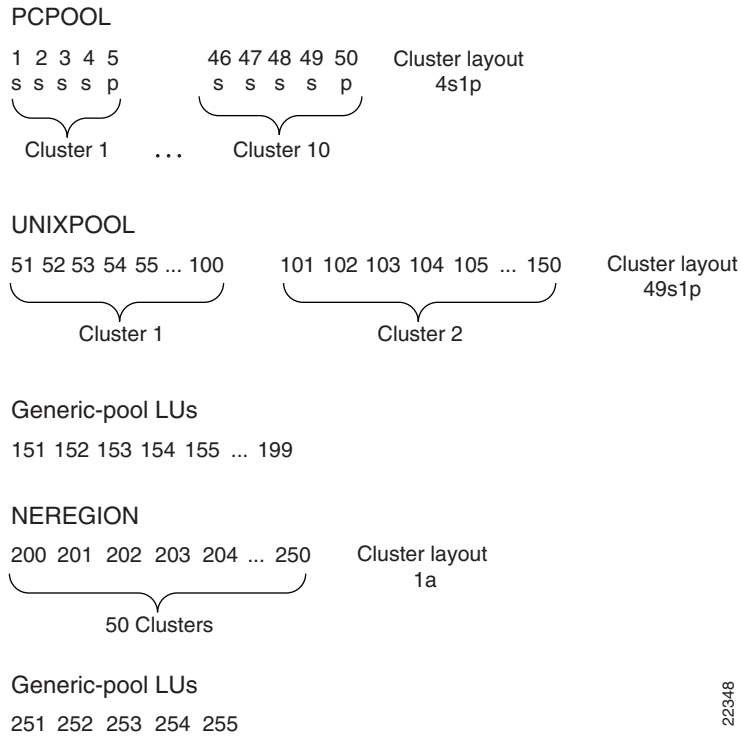 PCPOOL
1 2 3 4 5 46 47 48 49 50 Cluster layout
s s s s p s s s s p 4s1p
Cluster 1 ... Cluster 10
UNIXPOOL
51 52 53 54 55 ... 100 101 102 103 104 105 ... 150 Cluster layout
49s1p
Cluster 1 Cluster 2
Generic-pool LUs
151 152 153 154 155 ... 199
NEREGION
200 201 202 203 204 ... 250 Cluster layout
1a
50 Clusters
Generic-pool LUs
251 252 253 254 255
22348